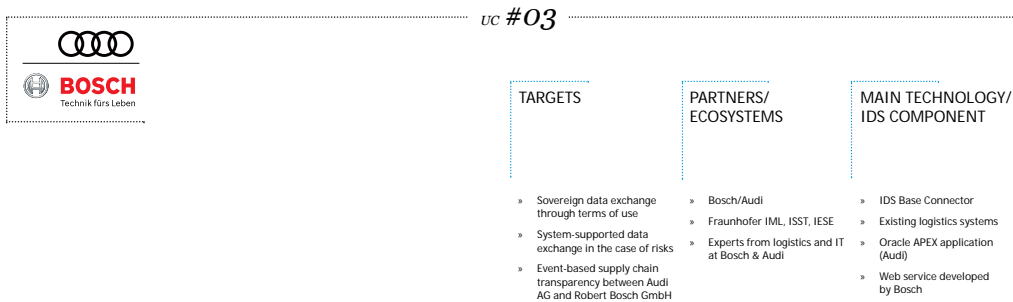 UC #03
BOSCH
Technik fürs Leben
TARGETS
» Sovereign data exchange
through terms of use
» System-supported data
exchange in the case of risks
» Event-based supply chain
transparency between Audi
AG and Robert Bosch GmbH
PARTNERS/
ECOSYSTEMS
» Bosch/Audi
» Fraunhofer IML, ISST, IESE
» Experts from logistics and IT
at Bosch & Audi
MAIN TECHNOLOGY/
IDS COMPONENT
» IDS Base Connector
» Existing logistics systems
» Oracle APEX application
(Audi)
» Web service developed
by Bosch